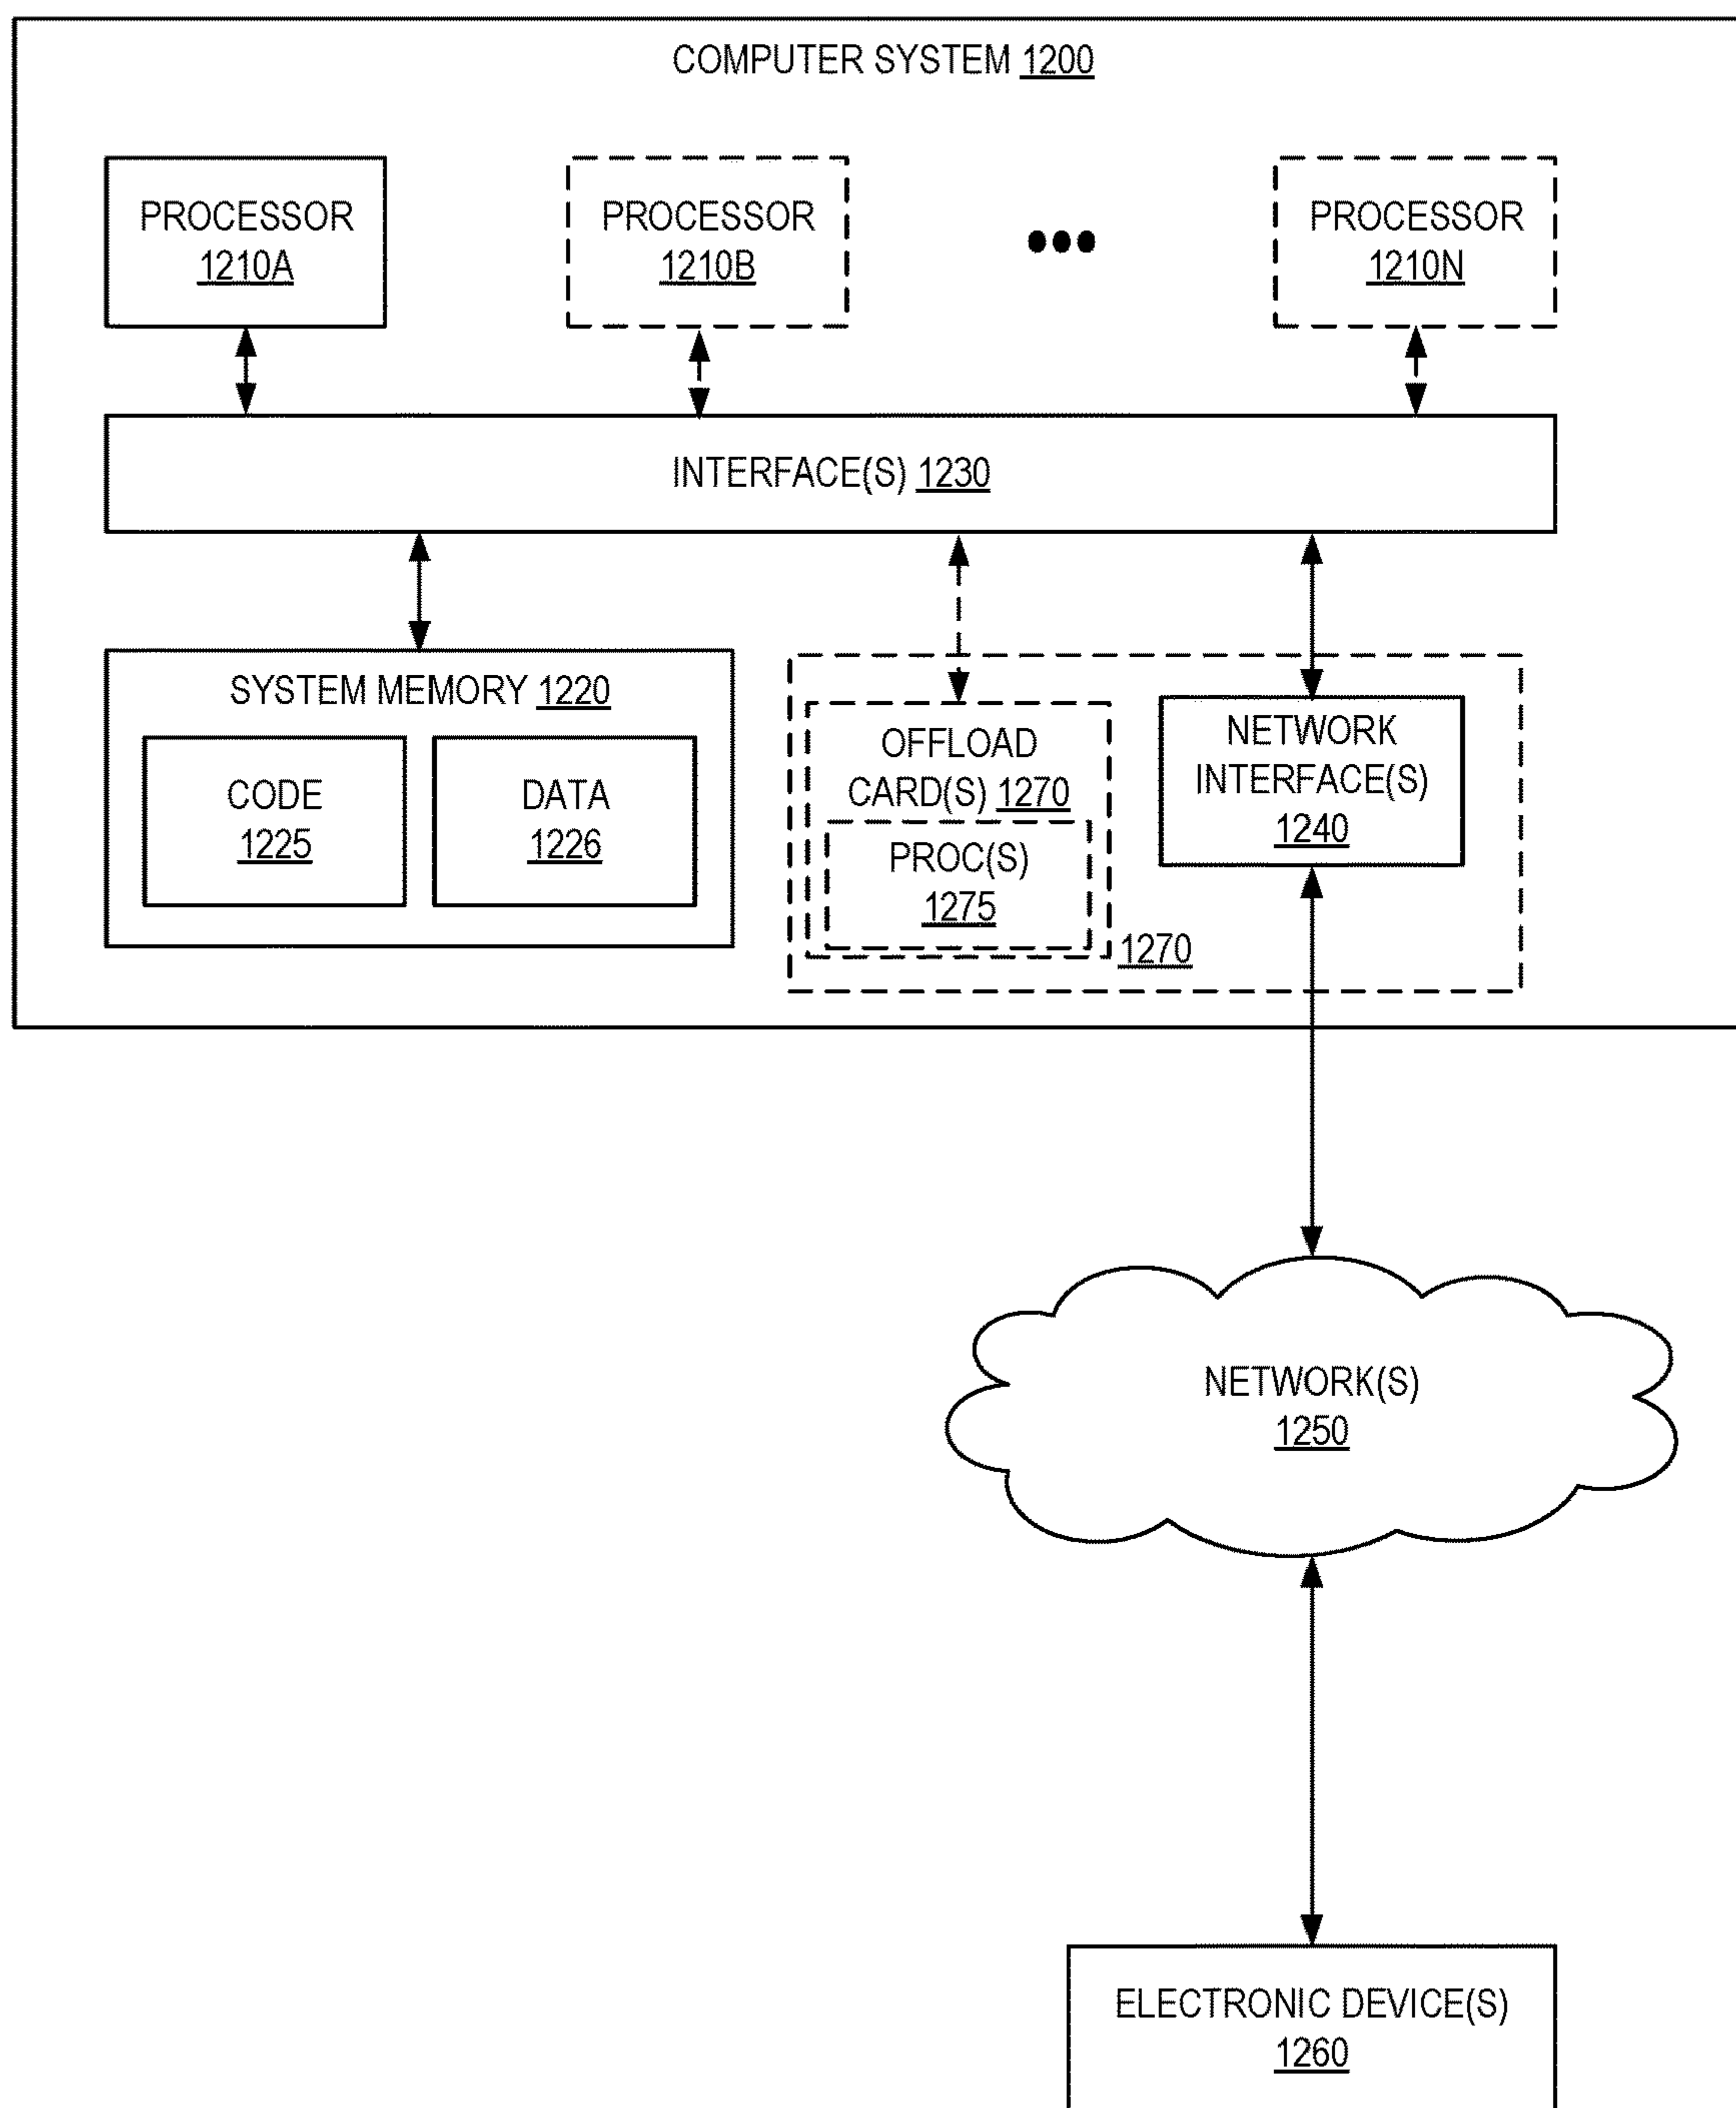 COMPUTER SYSTEM 1200
PROCESSOR
1210A
PROCESSOR
1210B
PROCESSOR
1210N
INTERFACE(S) 1230
SYSTEM MEMORY 1220
CODE
1225
DATA
1226
OFFLOAD
CARD(S) 1270
PROC(S)
1275
1270
NETWORK
INTERFACE(S)
1240
NETWORK(S)
1250
ELECTRONIC DEVICE(S)
1260